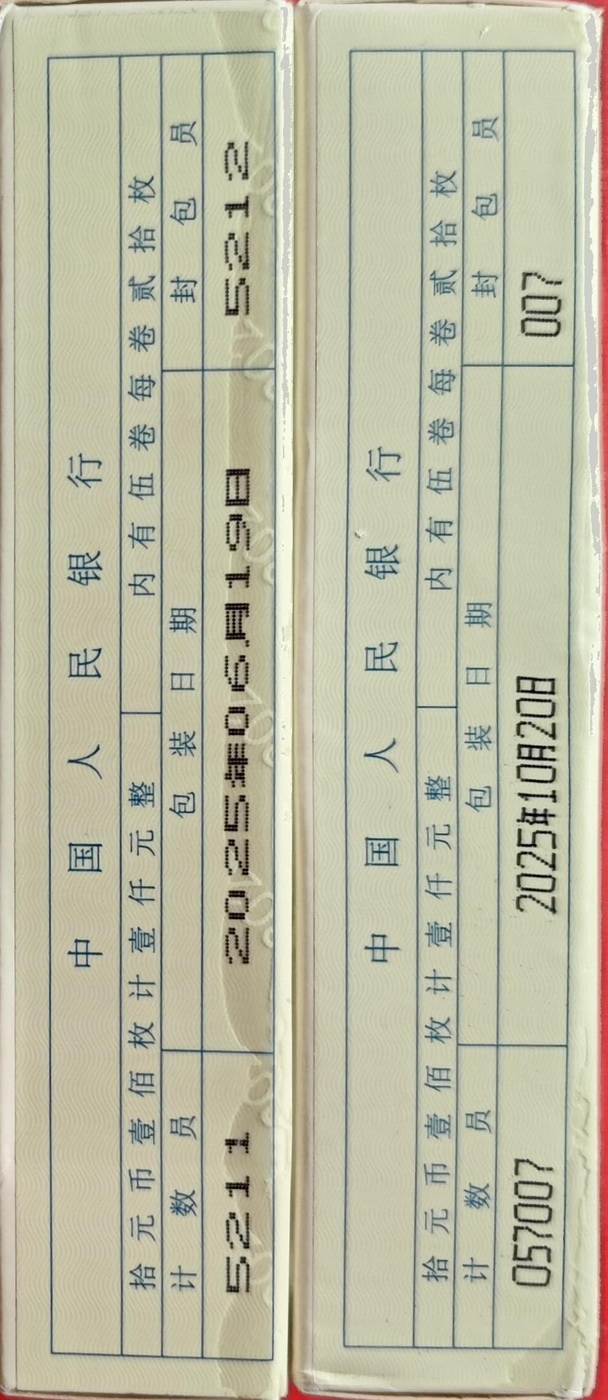 中国人民银行
拾元币壹佰枚计壹仟元整 内有伍卷每卷贰拾枚
计数员 包装日期 封包员
5211 2025年06月19日 5212
中国人民银行
拾元币壹佰枚计壹仟元整 内有伍卷每卷贰拾枚
计数员 包装日期 封包员
057007 2025年10月20日 007